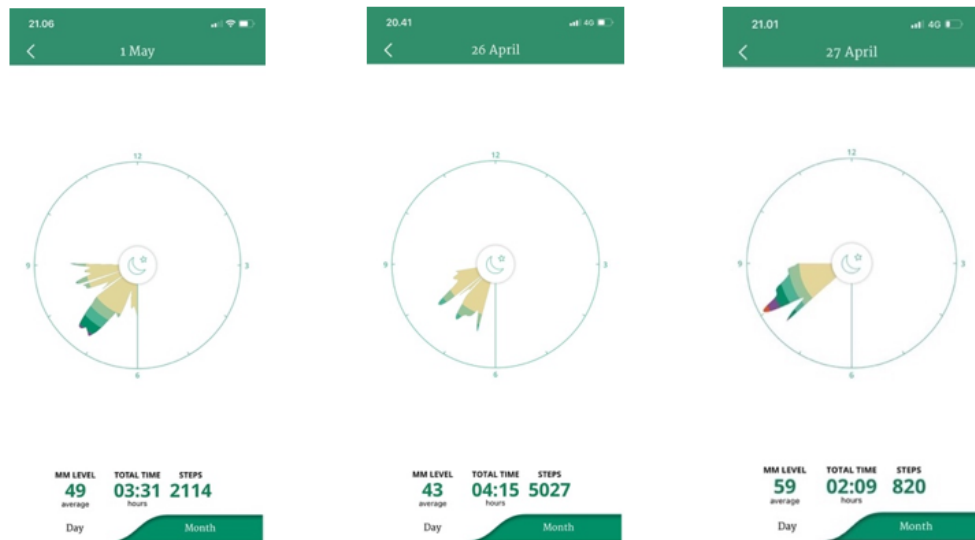 21.06
1 May
12
9
3
6
MM LEVEL TOTAL TIME STEPS
49 03:31 2114
average hours
Day Month
20.41 4G
26 April
12
9
3
6
MM LEVEL TOTAL TIME STEPS
43 04:15 5027
average hours
Day Month
21.01 4G
27 April
12
9
3
6
MM LEVEL TOTAL TIME STEPS
59 02:09 820
average hours
Day Month